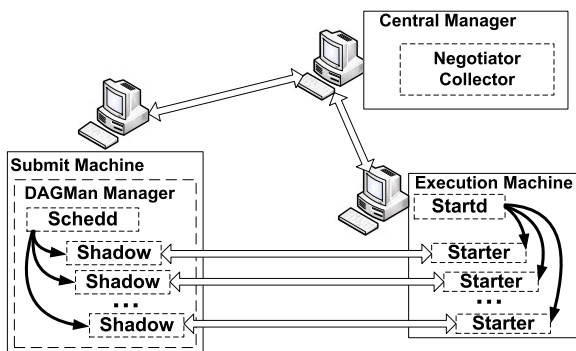 Central Manager
Negotiator
Collector
Submit Machine
DAGMan Manager
Schedd
Shadow
Shadow
...
Shadow
Execution Machine
Startd
Starter
Starter
...
Starter